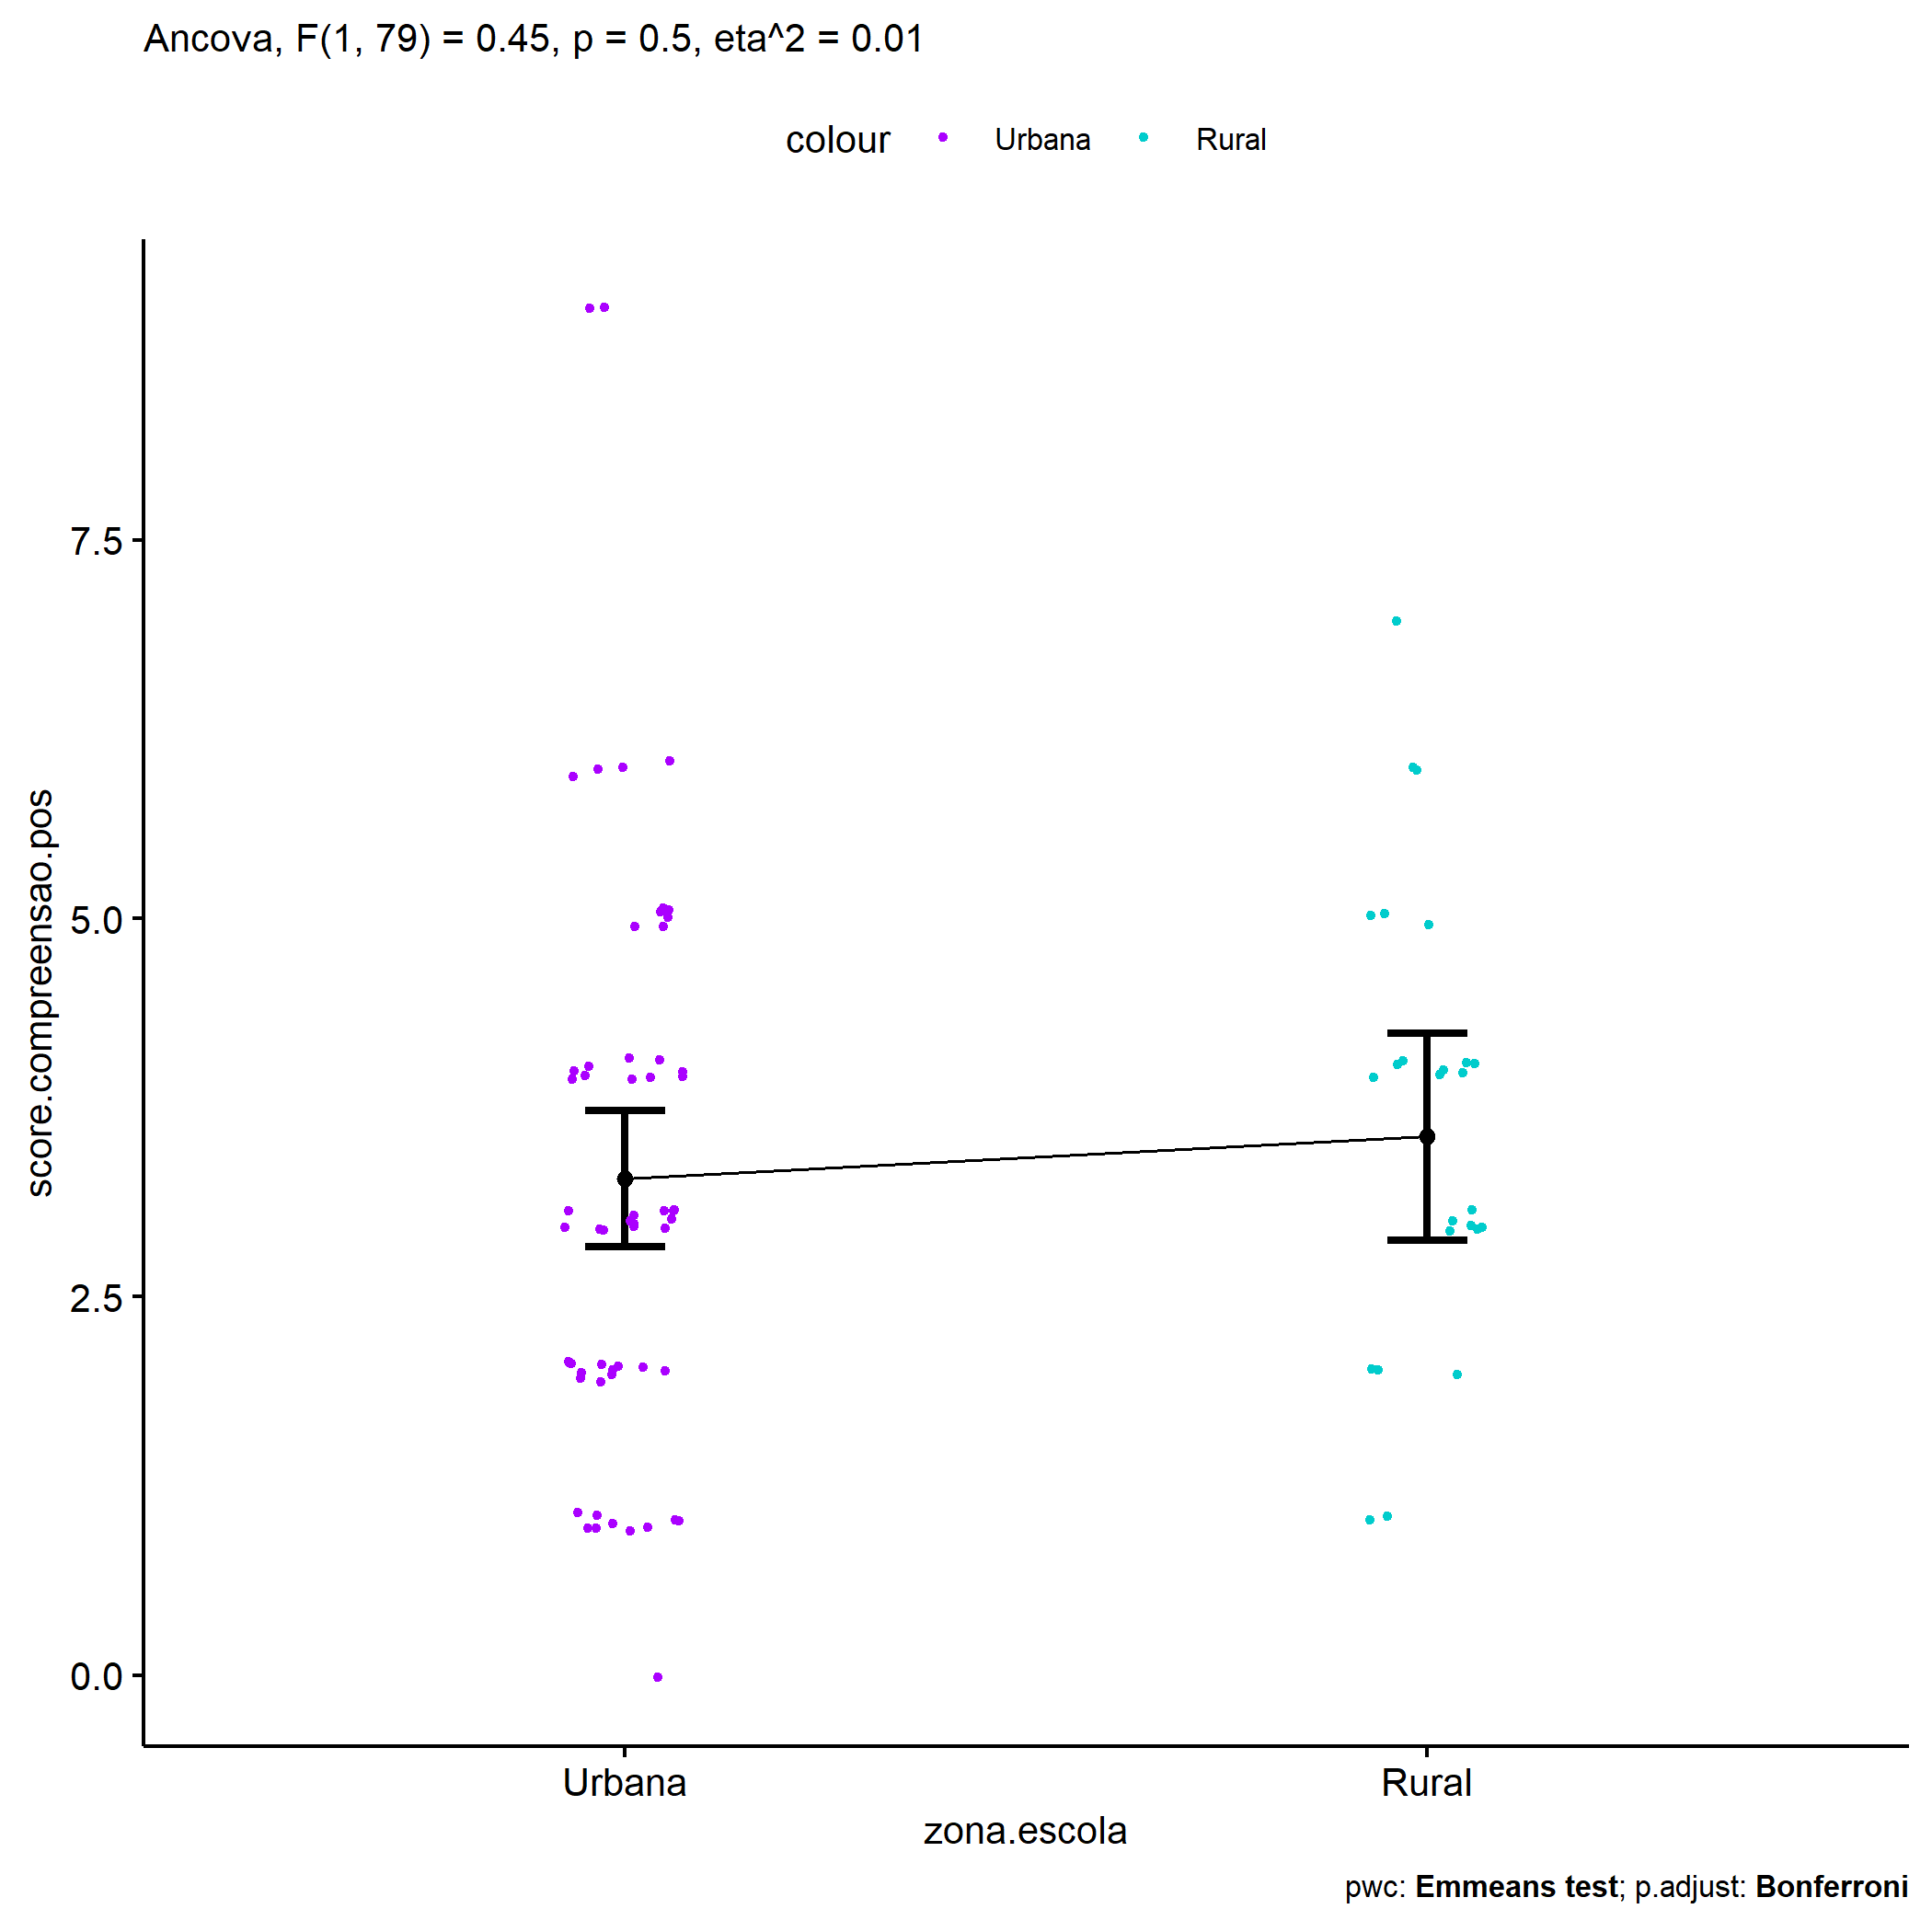 Ancova, F(1, 79) = 0.45, p = 0.5, eta^2 = 0.01
colour Urbana Rural
score.compreensao.pos
7.5
5.0
2.5
0.0
Urbana Rural
zona.escola
pwc: Emmeans test; p.adjust: Bonferroni